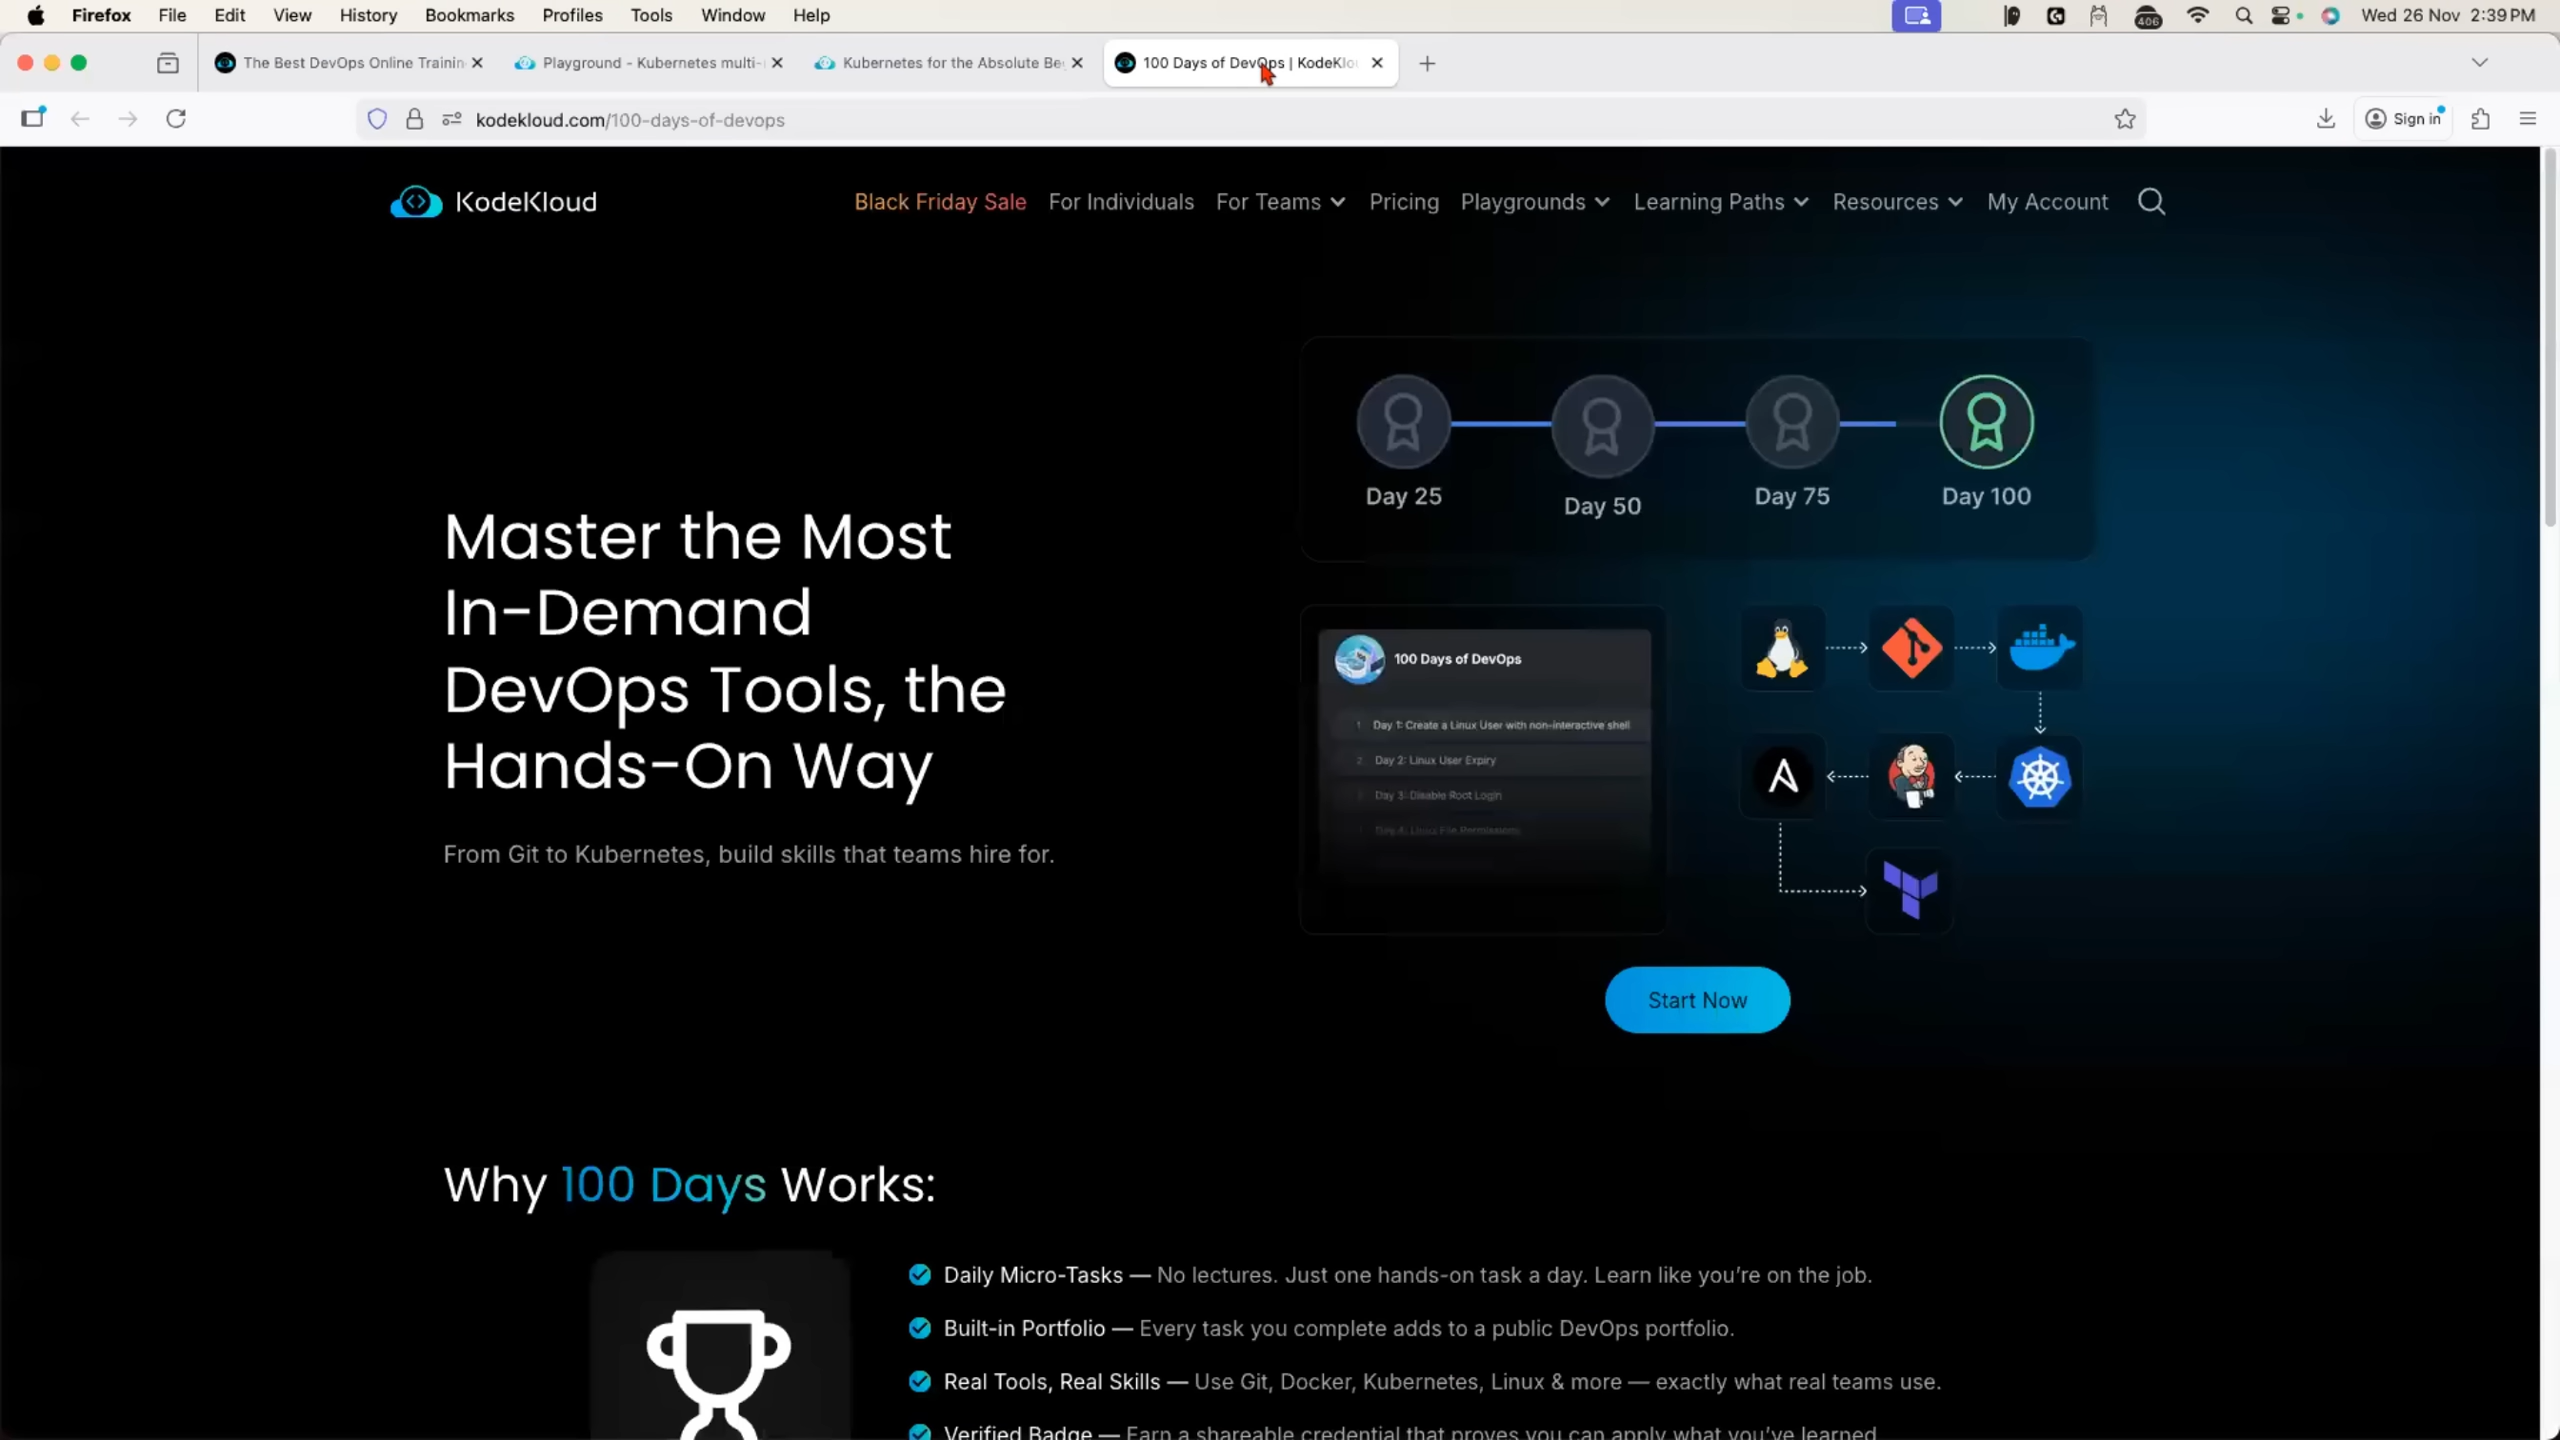 Firefox File Edit View History Bookmarks Profiles Tools Window Help 406 Wed 26 Nov 2:39 PM
The Best DevOps Online Trainin Playground - Kubernetes multi- Kubernetes for the Absolute Be 100 Days of DevOps | KodeKlou
kodekloud.com/100-days-of-devops Sign in
KodeKloud Black Friday Sale For Individuals For Teams Pricing Playgrounds Learning Paths Resources My Account
Day 25 Day 50 Day 75 Day 100
Master the Most
In-Demand
DevOps Tools, the
Hands-On Way
From Git to Kubernetes, build skills that teams hire for.
100 Days of DevOps
1 Day 1: Create a Linux User with non-interactive shell
2 Day 2: Linux User Expiry
Day 3: Disable Root Login
Day 4: Linux File Permissions
Start Now
Why 100 Days Works:
Daily Micro-Tasks — No lectures. Just one hands-on task a day. Learn like you're on the job.
Built-in Portfolio — Every task you complete adds to a public DevOps portfolio.
Real Tools, Real Skills — Use Git, Docker, Kubernetes, Linux & more — exactly what real teams use.
Verified Badge — Earn a shareable credential that proves you can apply what you've learned